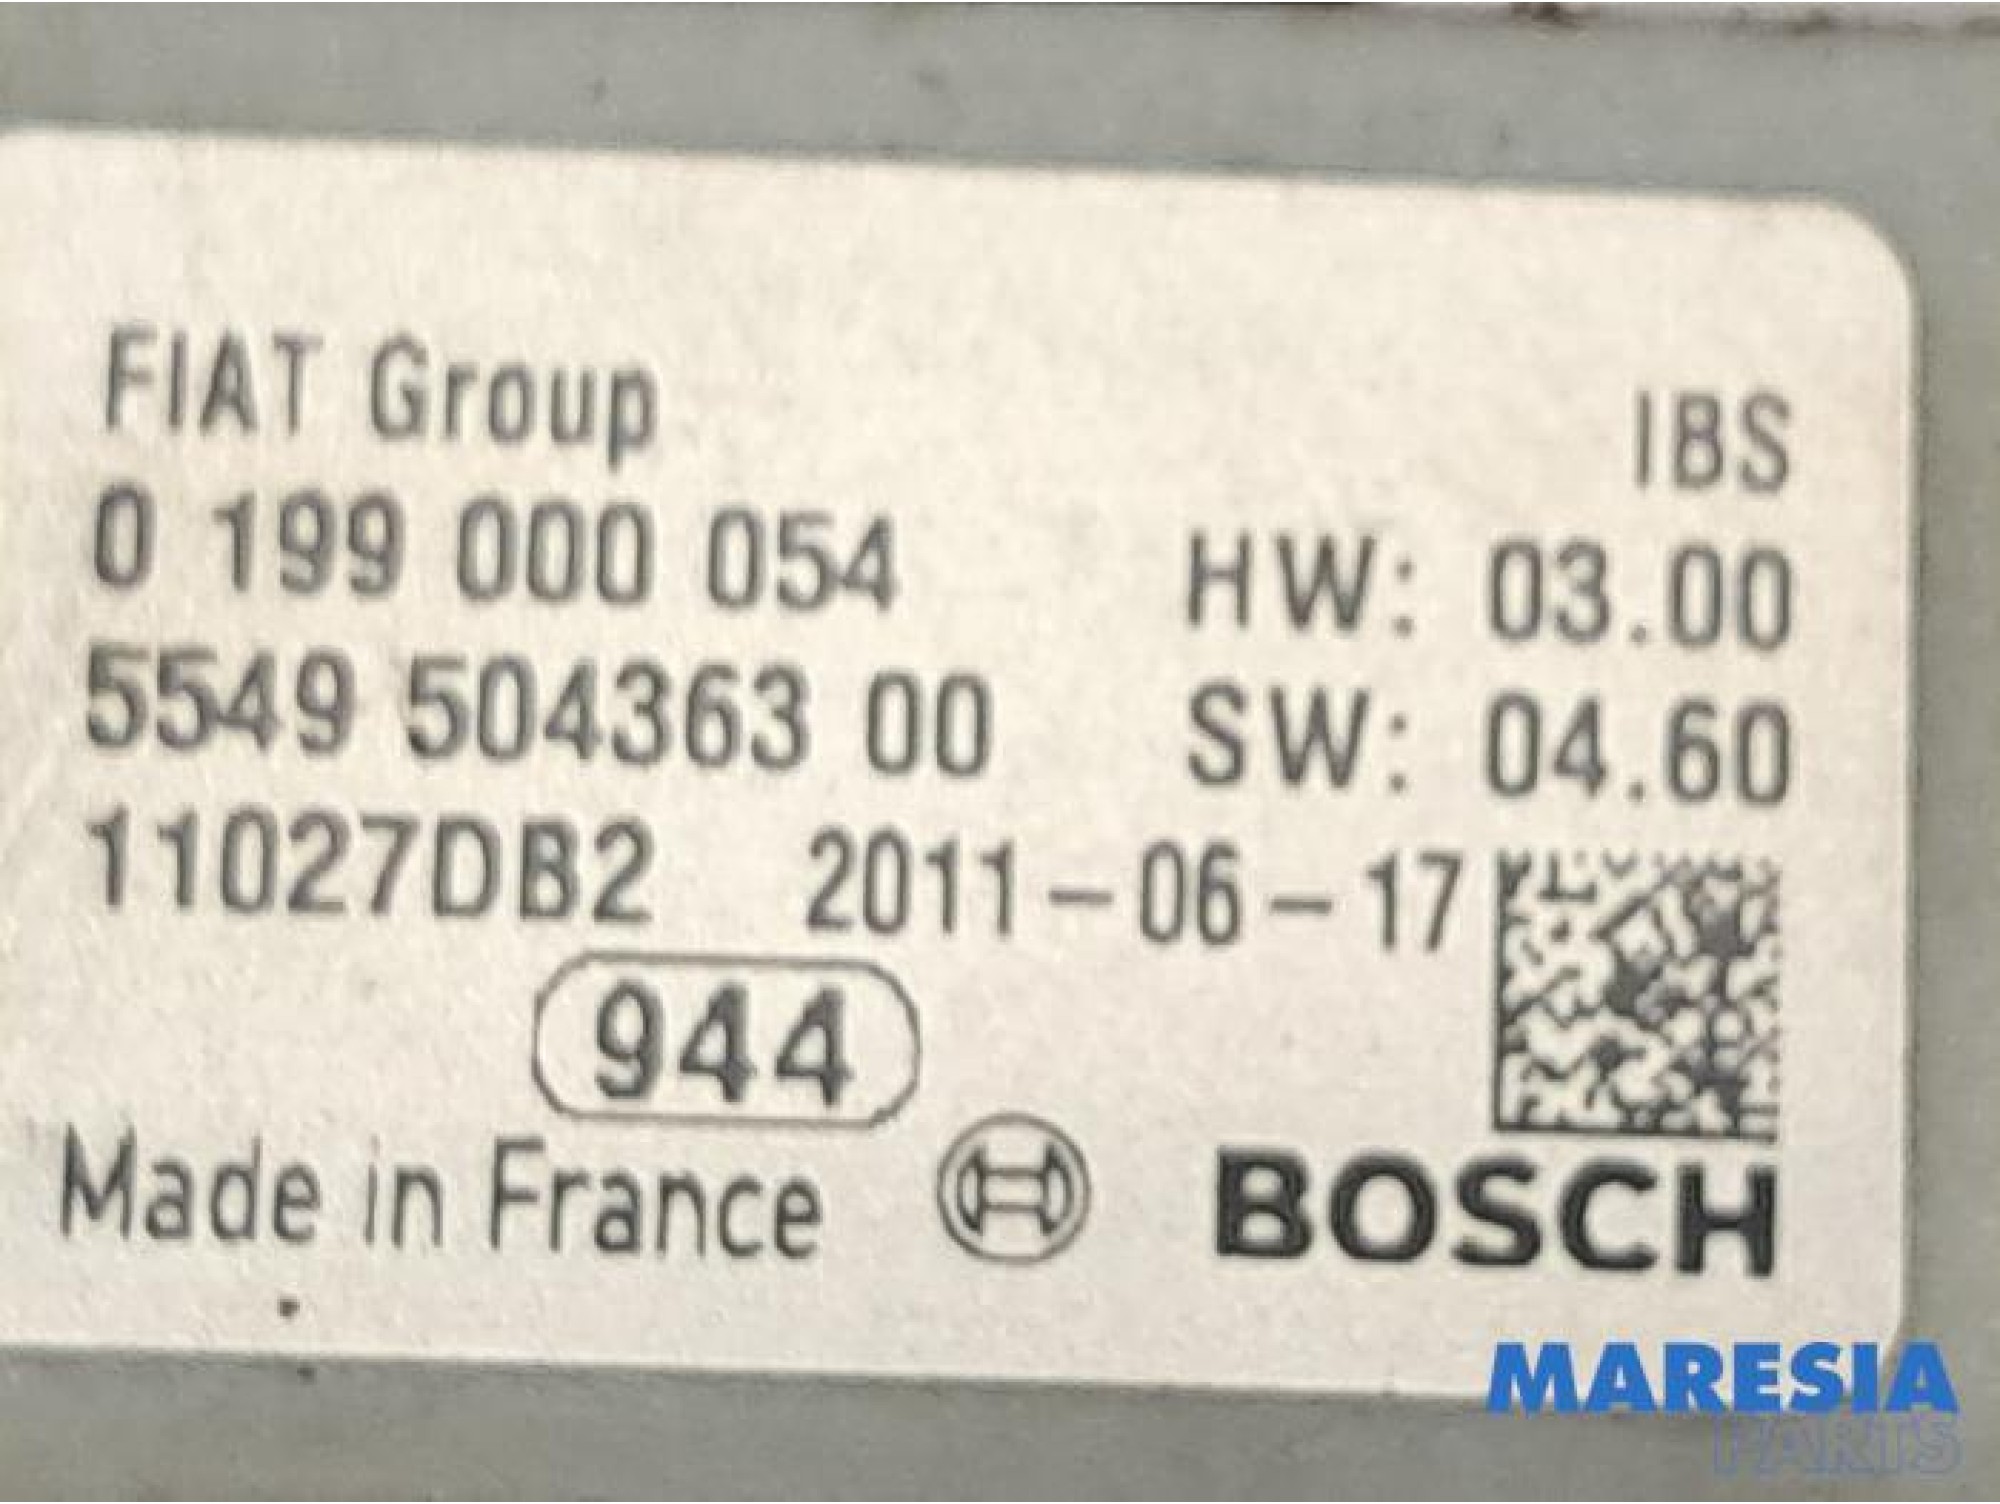 FIAT Group
IBS
0 199 000 054 HW: 03.00
5549 504363 00 SW: 04.60
11027DB2 2011-06-17
944
Made in France BOSCH
MARESIA
PARTS